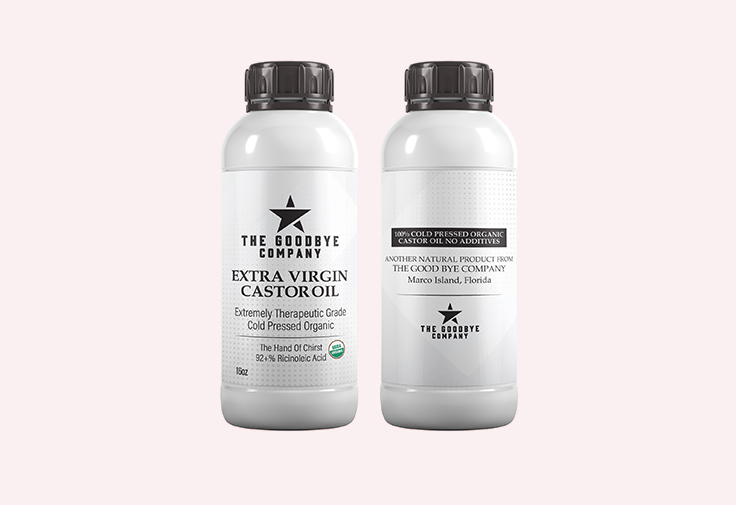 THE GOODBYE
COMPANY
EXTRA VIRGIN
CASTOR OIL
Extremely Therapeutic Grade
Cold Pressed Organic
The Hand Of Chirst
92+% Ricinoleic Acid
USDA
ORGANIC
16oz
100% COLD PRESSED ORGANIC
CASTOR OIL NO ADDITIVES
ANOTHER NATURAL PRODUCT FROM
THE GOOD BYE COMPANY
Marco Island, Florida
THE GOODBYE
COMPANY